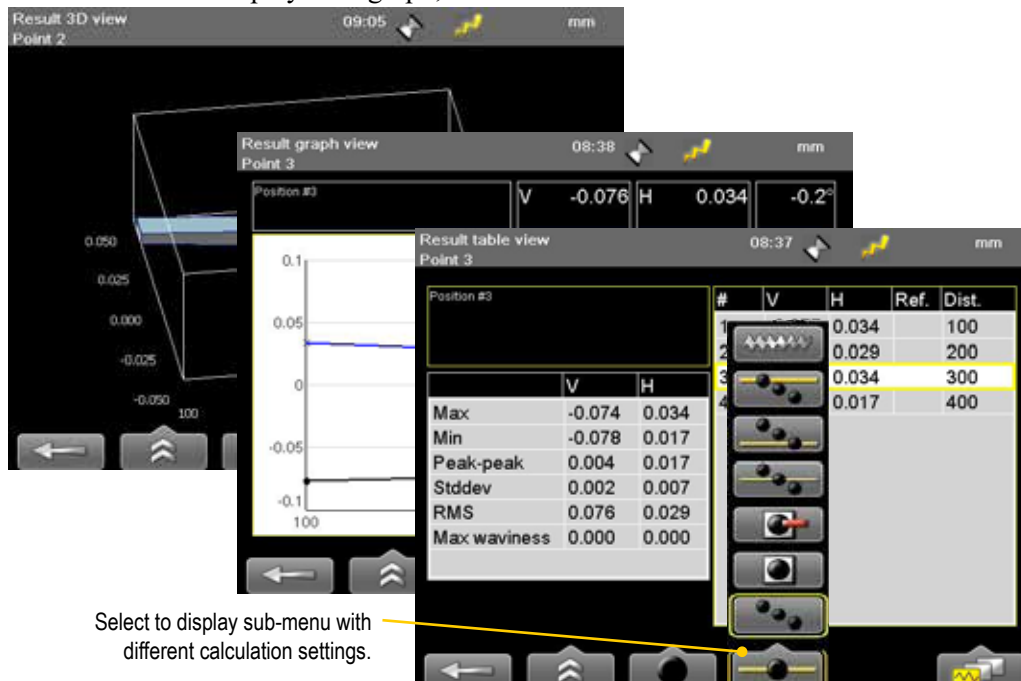 Result 3D view 09:05 mm
Point 2
0.050
0.025
0.000
-0.025
-0.050
100
Result graph view 08:38 mm
Point 3
Position #3 V -0.076 H 0.034 -0.2°
0.1
0.05
0
-0.05
-0.1
100
Result table view 08:37 mm
Point 3
Position #3
V H
Max -0.074 0.034
Min -0.078 0.017
Peak-peak 0.004 0.017
Stddev 0.002 0.007
RMS 0.076 0.029
Max waviness 0.000 0.000
# V H Ref. Dist.
1 0.034 100
2 0.029 200
3 0.034 300
4 0.017 400
Select to display sub-menu with
different calculation settings.